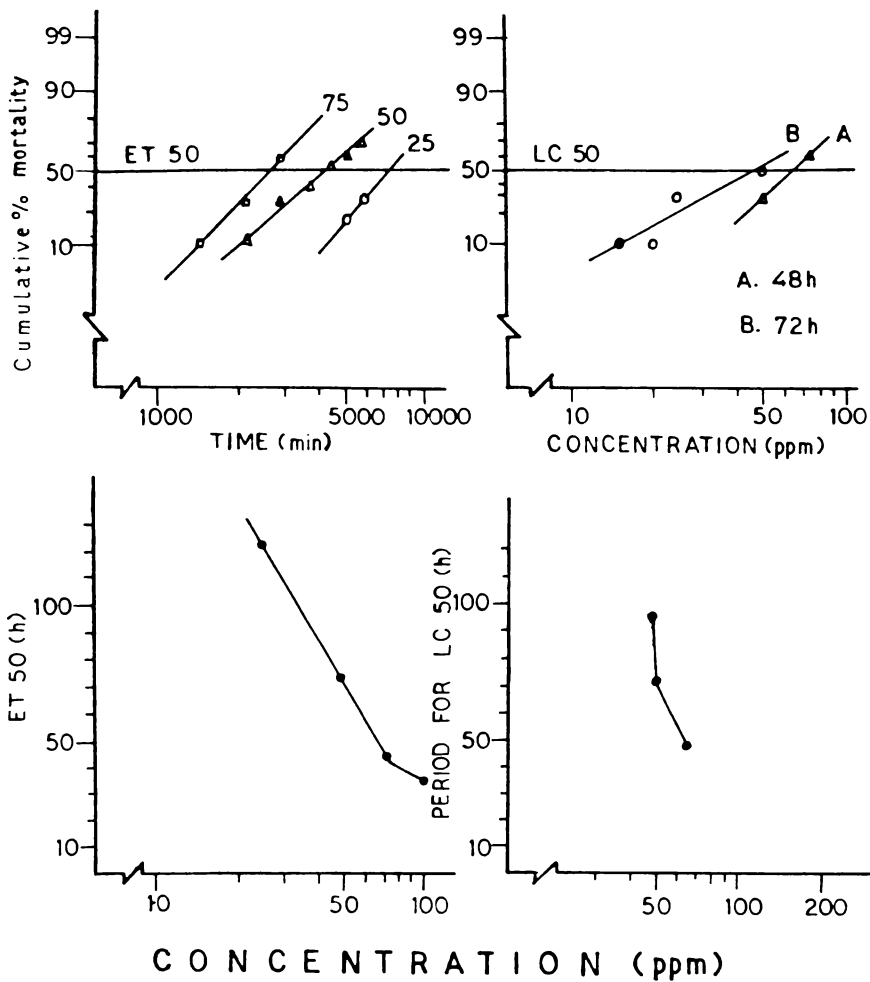 99
90
50
10
Cumulative % mortality
ET 50
75
50
25
1000
5000
10000
TIME (min)
99
90
50
10
LC 50
B
A
A. 48h
B. 72h
10
50
100
CONCENTRATION (ppm)
ET 50 (h)
100
50
10
10
50
100
PERIOD FOR LC 50 (h)
100
50
10
50
100
200
CONCENTRATION (ppm)